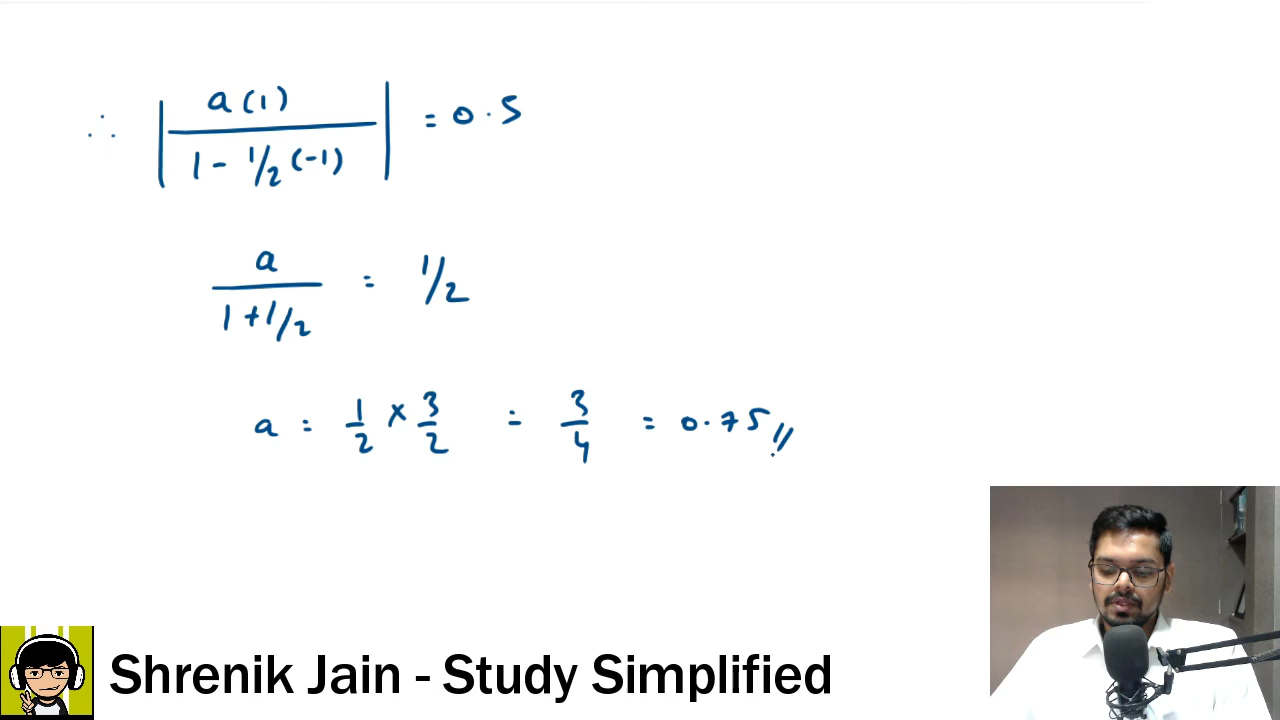 ∴ | a(1) / (1 - 1/2 (-1)) | = 0.5
a / (1 + 1/2) = 1/2
a = 1/2 × 3/2 = 3/4 = 0.75 //
Shrenik Jain - Study Simplified